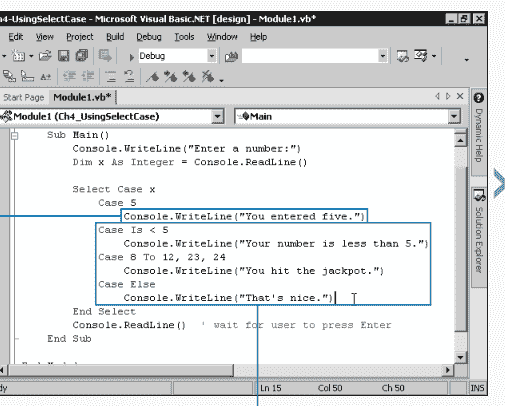 h4-UsingSelectCase - Microsoft Visual Basic.NET [design] - Module1.vb*
Edit View Project Build Debug Tools Window Help
Debug
Start Page Module1.vb*
Module1 (Ch4_UsingSelectCase) Main
Sub Main()
Console.WriteLine("Enter a number:")
Dim x As Integer = Console.ReadLine()
Select Case x
Case 5
Console.WriteLine("You entered five.")
Case Is < 5
Console.WriteLine("Your number is less than 5.")
Case 8 To 12, 23, 24
You hit the jackpot.")
Case Else
Console.WriteLine("That's nice.")
End Select
Console.ReadLine() ' wait for user to press Enter
End Sub
Dynamic Help
Solution Explorer
dy Ln 15 Col 50 Ch 50 INS